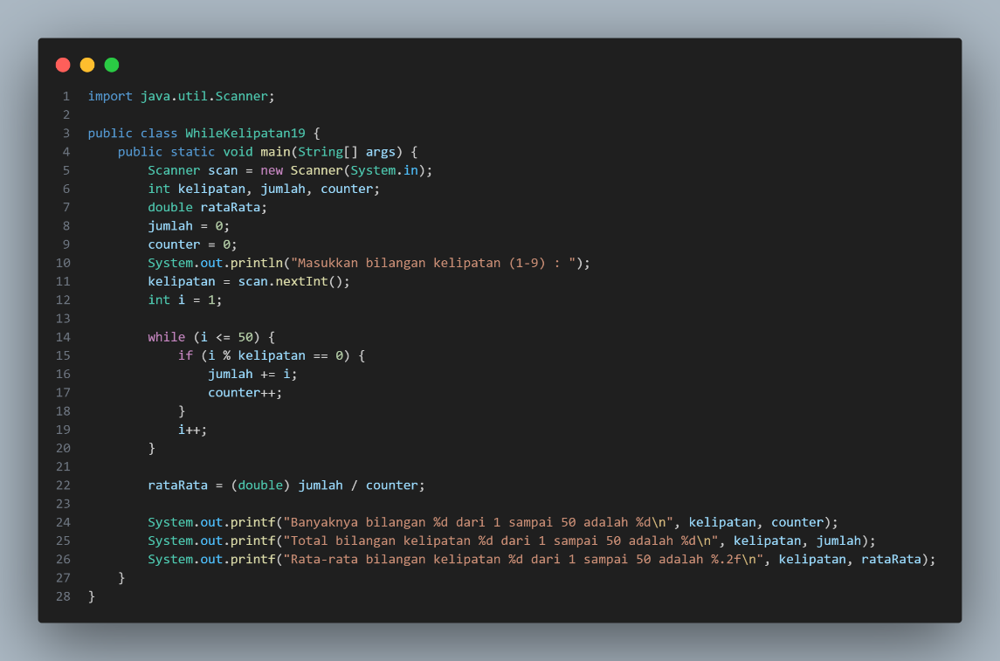 1 import java.util.Scanner;
2
3 public class WhileKelipatan19 {
4     public static void main(String[] args) {
5         Scanner scan = new Scanner(System.in);
6         int kelipatan, jumlah, counter;
7         double rataRata;
8         jumlah = 0;
9         counter = 0;
10         System.out.println("Masukkan bilangan kelipatan (1-9) : ");
11         kelipatan = scan.nextInt();
12         int i = 1;
13
14         while (i <= 50) {
15             if (i % kelipatan == 0) {
16                 jumlah += i;
17                 counter++;
18             }
19             i++;
20         }
21
22         rataRata = (double) jumlah / counter;
23
24         System.out.printf("Banyaknya bilangan %d dari 1 sampai 50 adalah %d\n", kelipatan, counter);
25         System.out.printf("Total bilangan kelipatan %d dari 1 sampai 50 adalah %d\n", kelipatan, jumlah);
26         System.out.printf("Rata-rata bilangan kelipatan %d dari 1 sampai 50 adalah %.2f\n", kelipatan, rataRata);
27     }
28 }